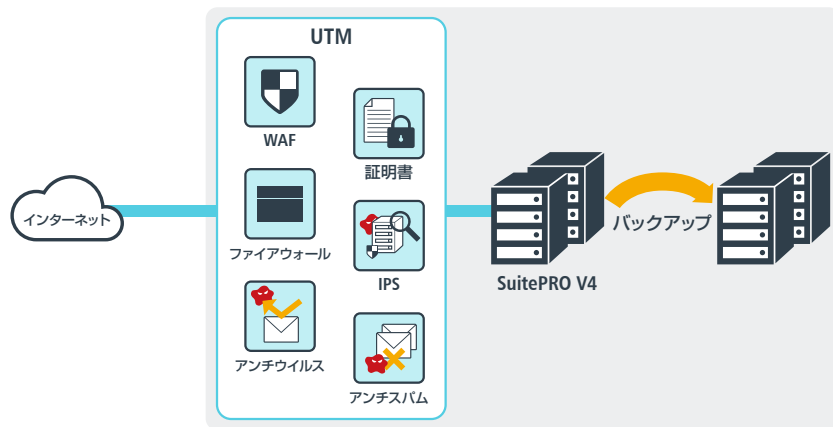 UTM
WAF
証明書
ファイアウォール
IPS
アンチウイルス
アンチスパム
インターネット
SuitePRO V4
バックアップ